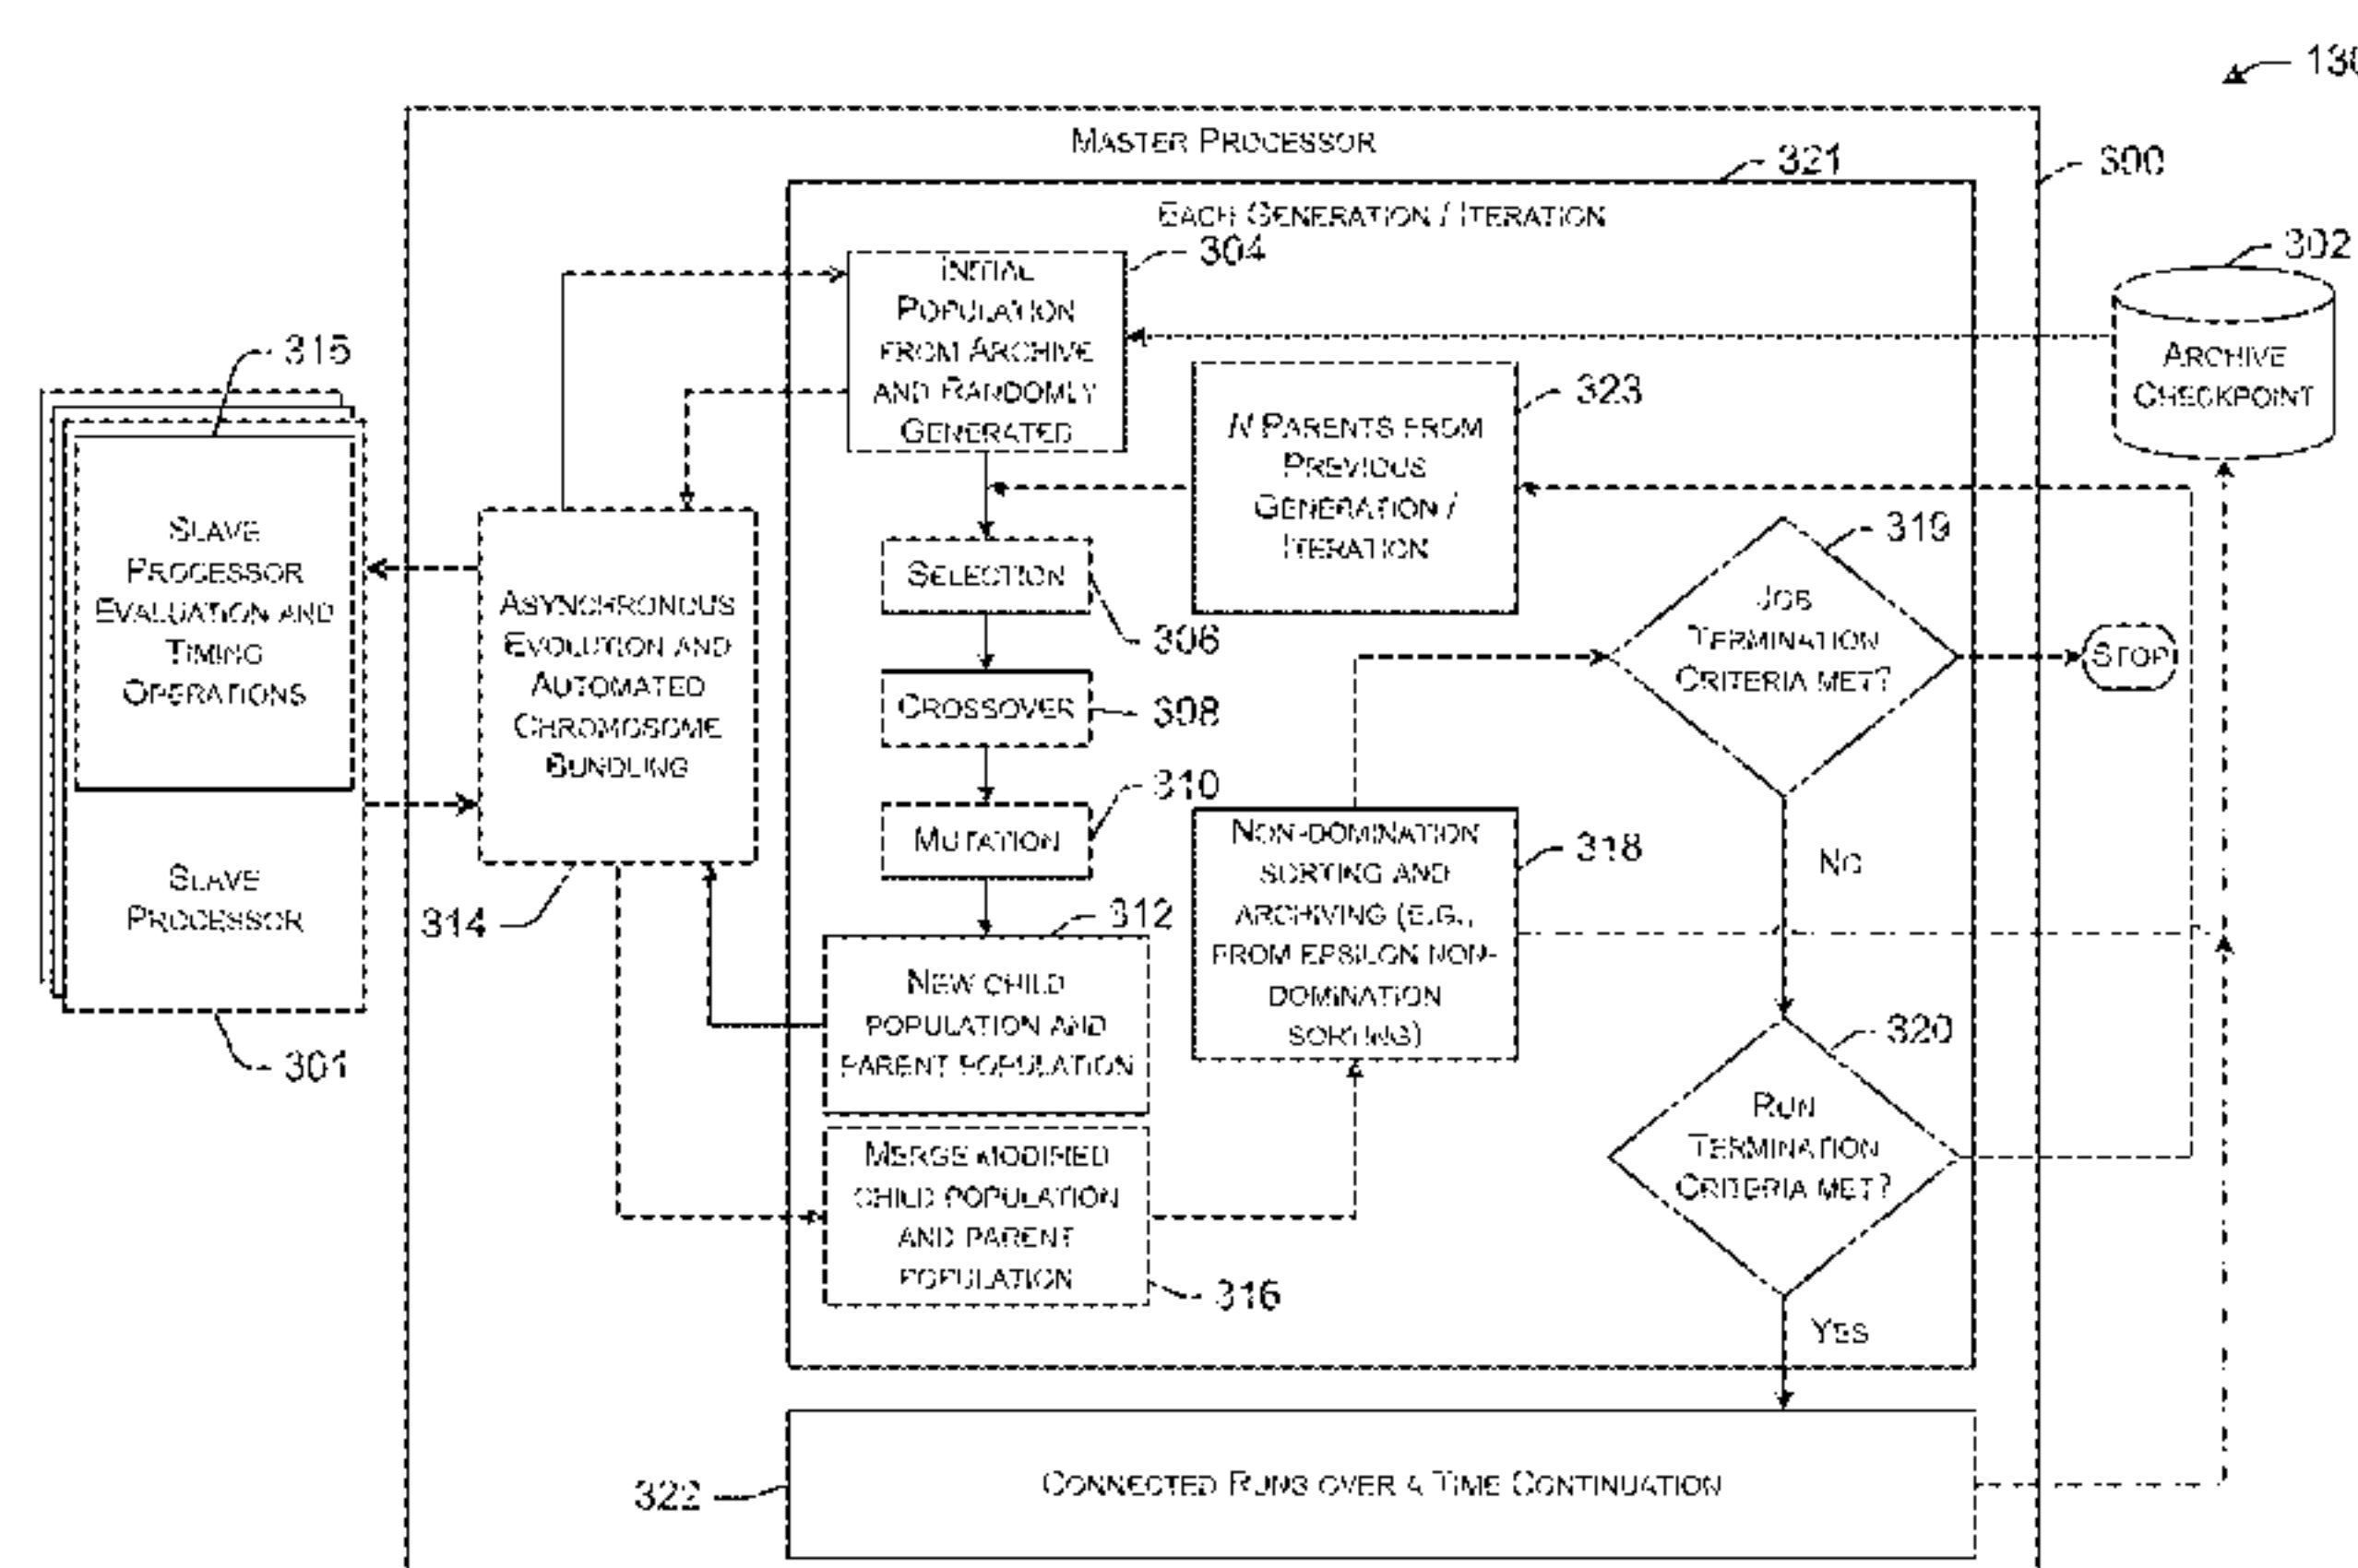 130
MASTER PROCESSOR
321
300
EACH GENERATION / ITERATION
304
302
INITIAL
POPULATION
FROM ARCHIVE
AND RANDOMLY
GENERATED
ARCHIVE
CHECKPOINT
315
323
N PARENTS FROM
PREVIOUS
GENERATION /
ITERATION
SLAVE
PROCESSOR
EVALUATION AND
TIMING
OPERATIONS
319
SELECTION
306
ASYNCHRONOUS
EVOLUTION AND
AUTOMATED
CHROMOSOME
BUNDLING
JOB
TERMINATION
CRITERIA MET?
STOP
CROSSOVER
308
310
MUTATION
NON-DOMINATION
SORTING AND
ARCHIVING (E.G.,
FROM EPSILON NON-
DOMINATION
SORTING)
318
NO
SLAVE
PROCESSOR
314
312
NEW CHILD
POPULATION AND
PARENT POPULATION
320
301
RUN
TERMINATION
CRITERIA MET?
MERGE MODIFIED
CHILD POPULATION
AND PARENT
POPULATION
316
YES
322
CONNECTED RUNS OVER A TIME CONTINUATION